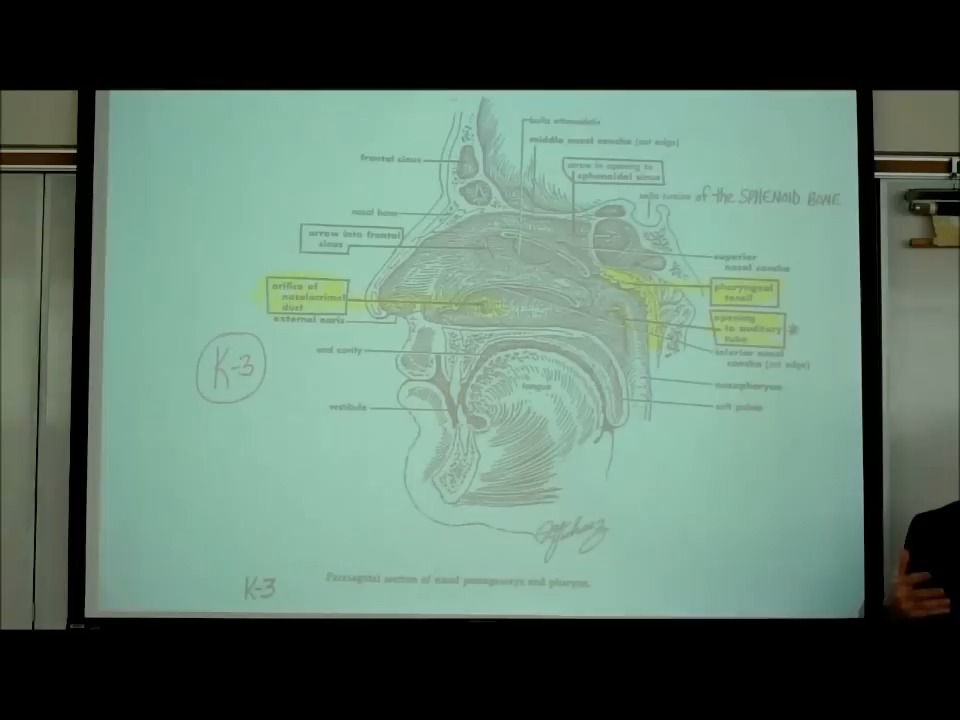 bulla ethmoidalis
middle nasal concha (cut edge)
frontal sinus
arrow in opening to
sphenoidal sinus
sella turcica of the SPHENOID BONE
nasal bone
arrow into frontal
sinus
superior
nasal concha
orifice of
nasolacrimal
duct
pharyngeal
tonsil
external naris
opening
to auditory *
tube
oral cavity
inferior nasal
concha (cut edge)
K-3
tongue
nasopharynx
vestibule
soft palate
K-3
Parasagittal section of nasal passageways and pharynx.